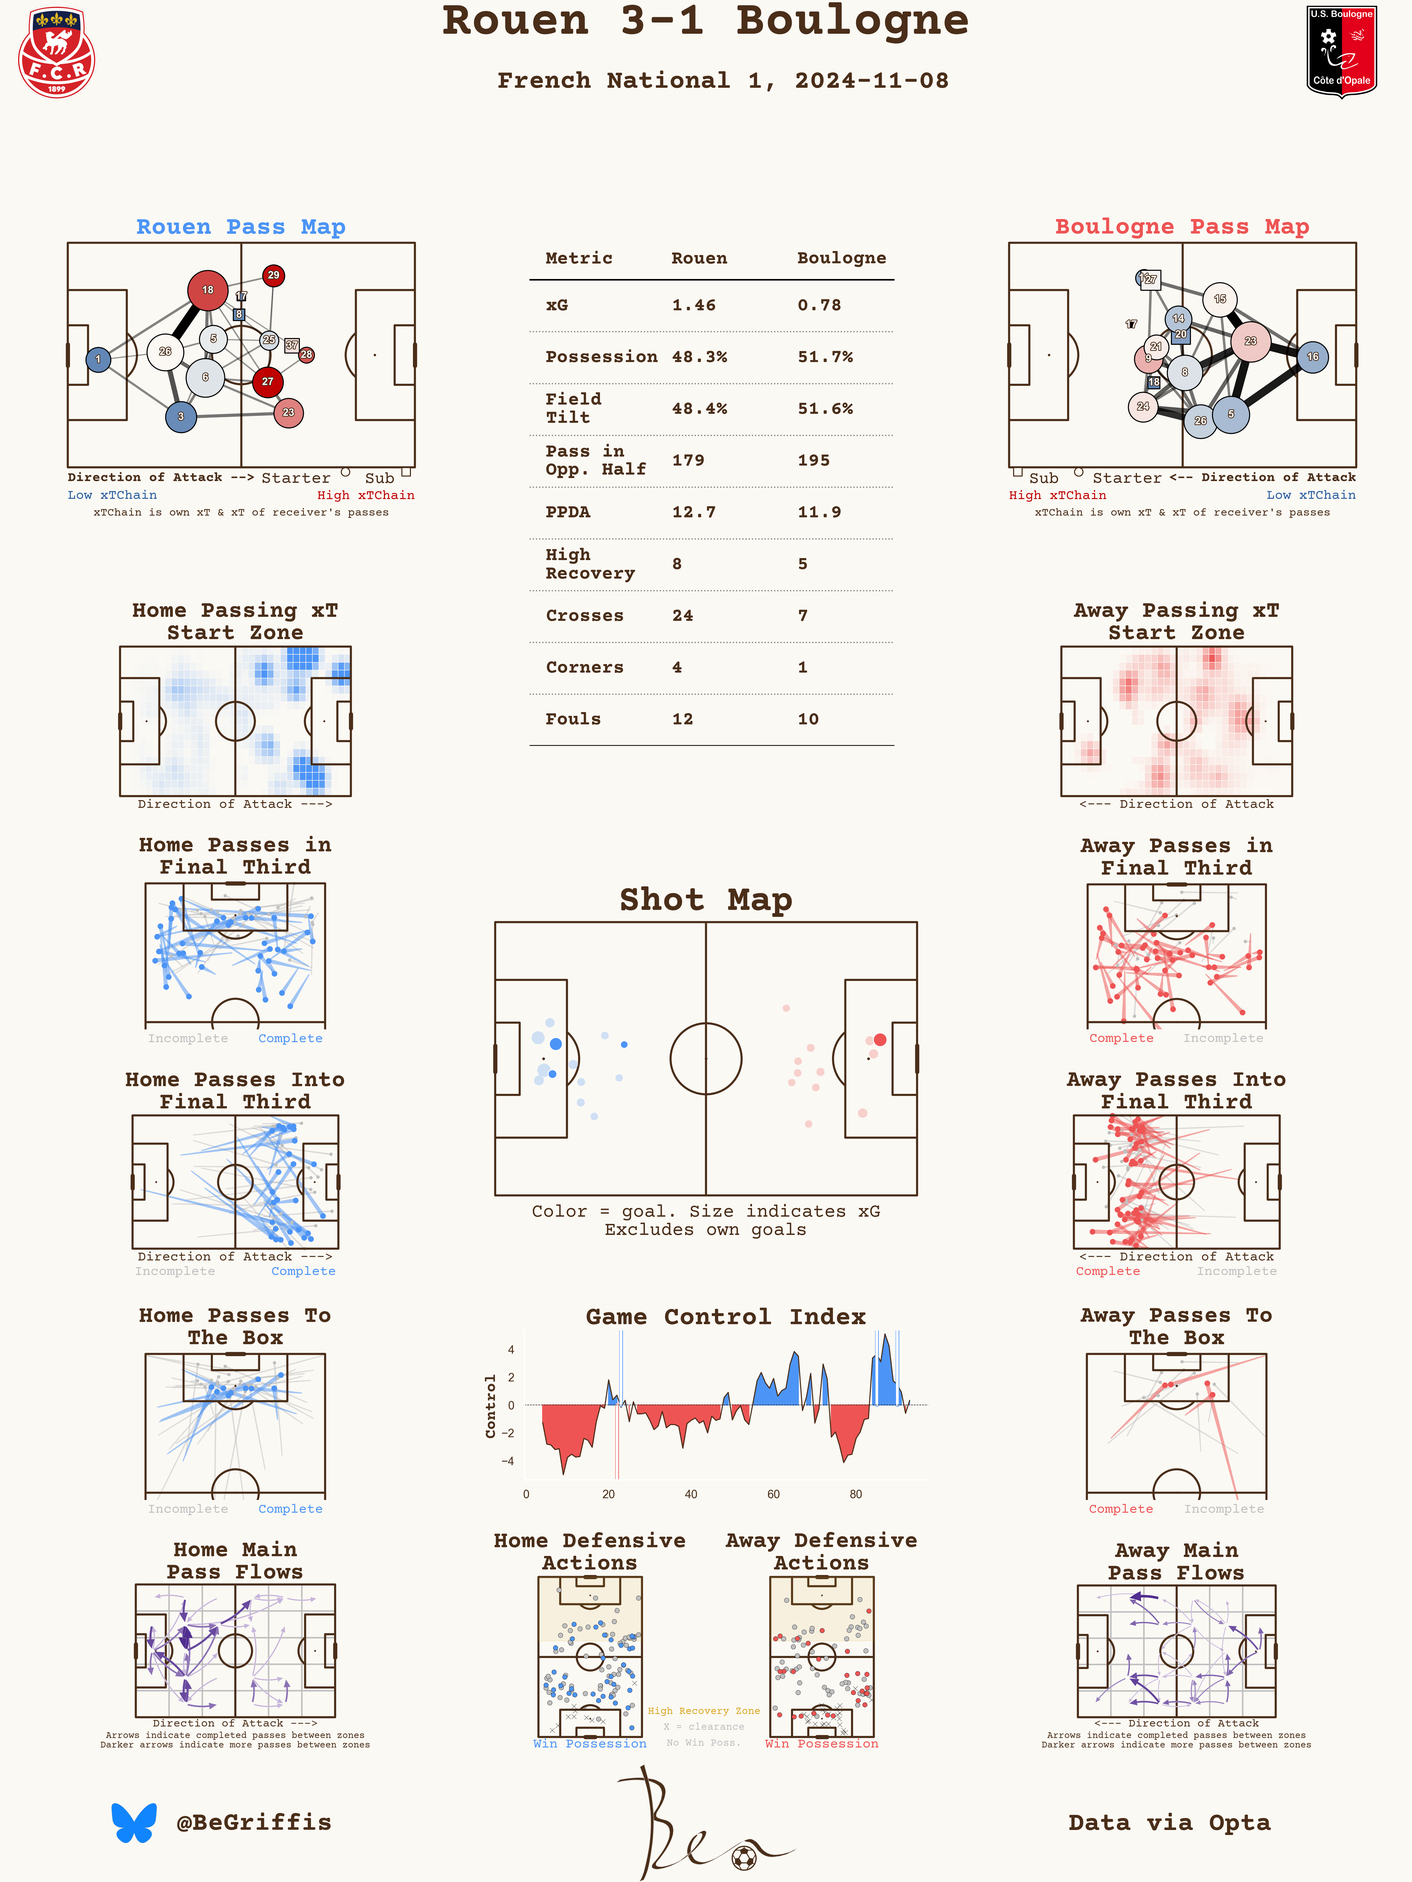 Rouen 3-1 Boulogne
French National 1, 2024-11-08
F.C.R
1899
U.S. Boulogne
Côte d'Opale
Rouen Pass Map
18
29
17
8
5
25
37
28
26
1
6
27
3
23
Direction of Attack --> Starter Sub
Low xTChain High xTChain
xTChain is own xT & xT of receiver's passes
Metric Rouen Boulogne
xG 1.46 0.78
Possession 48.3% 51.7%
Field
Tilt 48.4% 51.6%
Pass in
Opp. Half 179 195
PPDA 12.7 11.9
High
Recovery 8 5
Crosses 24 7
Corners 4 1
Fouls 12 10
Boulogne Pass Map
27
15
14
17
20
21
9
23
16
8
18
24
26
5
Sub Starter <-- Direction of Attack
High xTChain Low xTChain
xTChain is own xT & xT of receiver's passes
Home Passing xT
Start Zone
Direction of Attack --->
Away Passing xT
Start Zone
<--- Direction of Attack
Home Passes in
Final Third
Incomplete Complete
Away Passes in
Final Third
Complete Incomplete
Shot Map
Color = goal. Size indicates xG
Excludes own goals
Home Passes Into
Final Third
Direction of Attack --->
Incomplete Complete
Away Passes Into
Final Third
<--- Direction of Attack
Complete Incomplete
Game Control Index
Control
4
2
0
−2
−4
0 20 40 60 80
Home Passes To
The Box
Incomplete Complete
Away Passes To
The Box
Complete Incomplete
Home Main
Pass Flows
Direction of Attack --->
Arrows indicate completed passes between zones
Darker arrows indicate more passes between zones
Home Defensive
Actions
Win Possession
High Recovery Zone
X = clearance
No Win Poss.
Away Defensive
Actions
Win Possession
Away Main
Pass Flows
<--- Direction of Attack
Arrows indicate completed passes between zones
Darker arrows indicate more passes between zones
@BeGriffis
Ben
Data via Opta